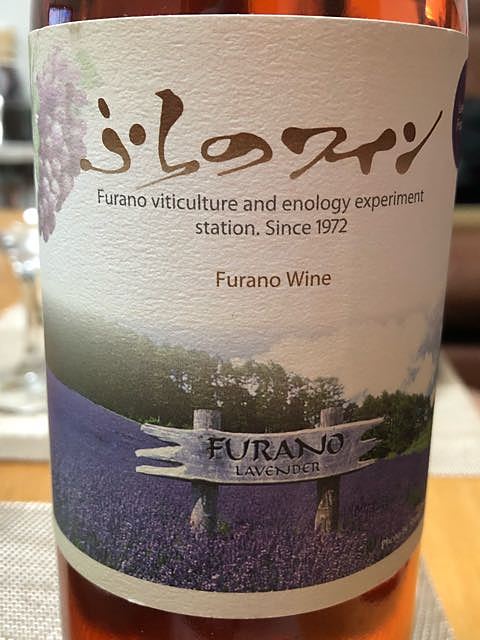 ふらのワイン
Furano viticulture and enology experiment
station. Since 1972
Furano Wine
FURANO
LAVENDER